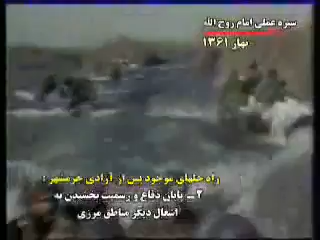 سیره عملی امام روح الله
بهار ۱۳۶۱
راه حلهای موجود پس از آزادی خرمشهر :
۲ـ پایان دفاع و رسمیت بخشیدن به
اشغال دیگر مناطق مرزی